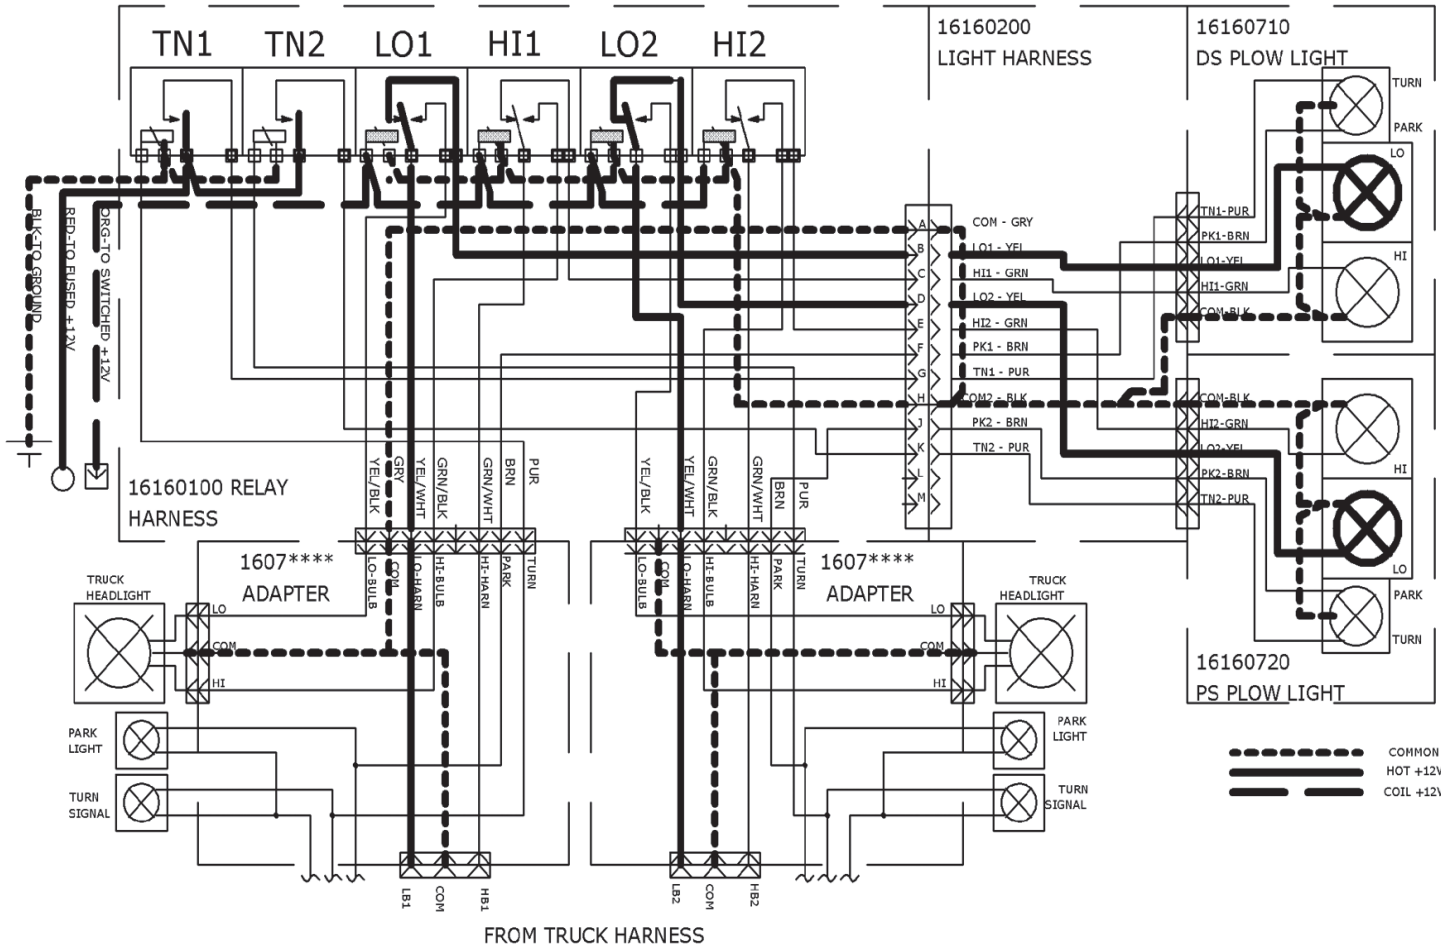 TN1 TN2 LO1 HI1 LO2 HI2
16160200
LIGHT HARNESS
16160710
DS PLOW LIGHT
TURN
PARK
LO
HI
BLK-TO GROUND
RED-TO FUSED +12V
ORG-TO SWITCHED +12V
A
B
C
D
E
F
G
H
J
K
L
M
COM - GRY
LO1 - YEL
HI1 - GRN
LO2 - YEL
HI2 - GRN
PK1 - BRN
TN1 - PUR
COM2 - BLK
PK2 - BRN
TN2 - PUR
TN1-PUR
PK1-BRN
LO1-YEL
HI1-GRN
COM-BLK
COM-BLK
HI2-GRN
LO2-YEL
PK2-BRN
TN2-PUR
HI
LO
PARK
TURN
16160720
PS PLOW LIGHT
16160100 RELAY
HARNESS
YEL/BLK
GRY
YEL/WHT
GRN/BLK
GRN/WHT
BRN
PUR
YEL/BLK
YEL/WHT
GRN/BLK
GRN/WHT
BRN
PUR
1607****
ADAPTER
LO-BULB
COM
LO-HARN
HI-BULB
HI-HARN
PARK
TURN
LO-BULB
COM
LO-HARN
HI-BULB
HI-HARN
PARK
TURN
1607****
ADAPTER
TRUCK
HEADLIGHT
LO
COM
HI
PARK
LIGHT
TURN
SIGNAL
LO
COM
HI
TRUCK
HEADLIGHT
PARK
LIGHT
TURN
SIGNAL
LB1
COM
HB1
LB2
COM
HB2
FROM TRUCK HARNESS
COMMON
HOT +12V
COIL +12V